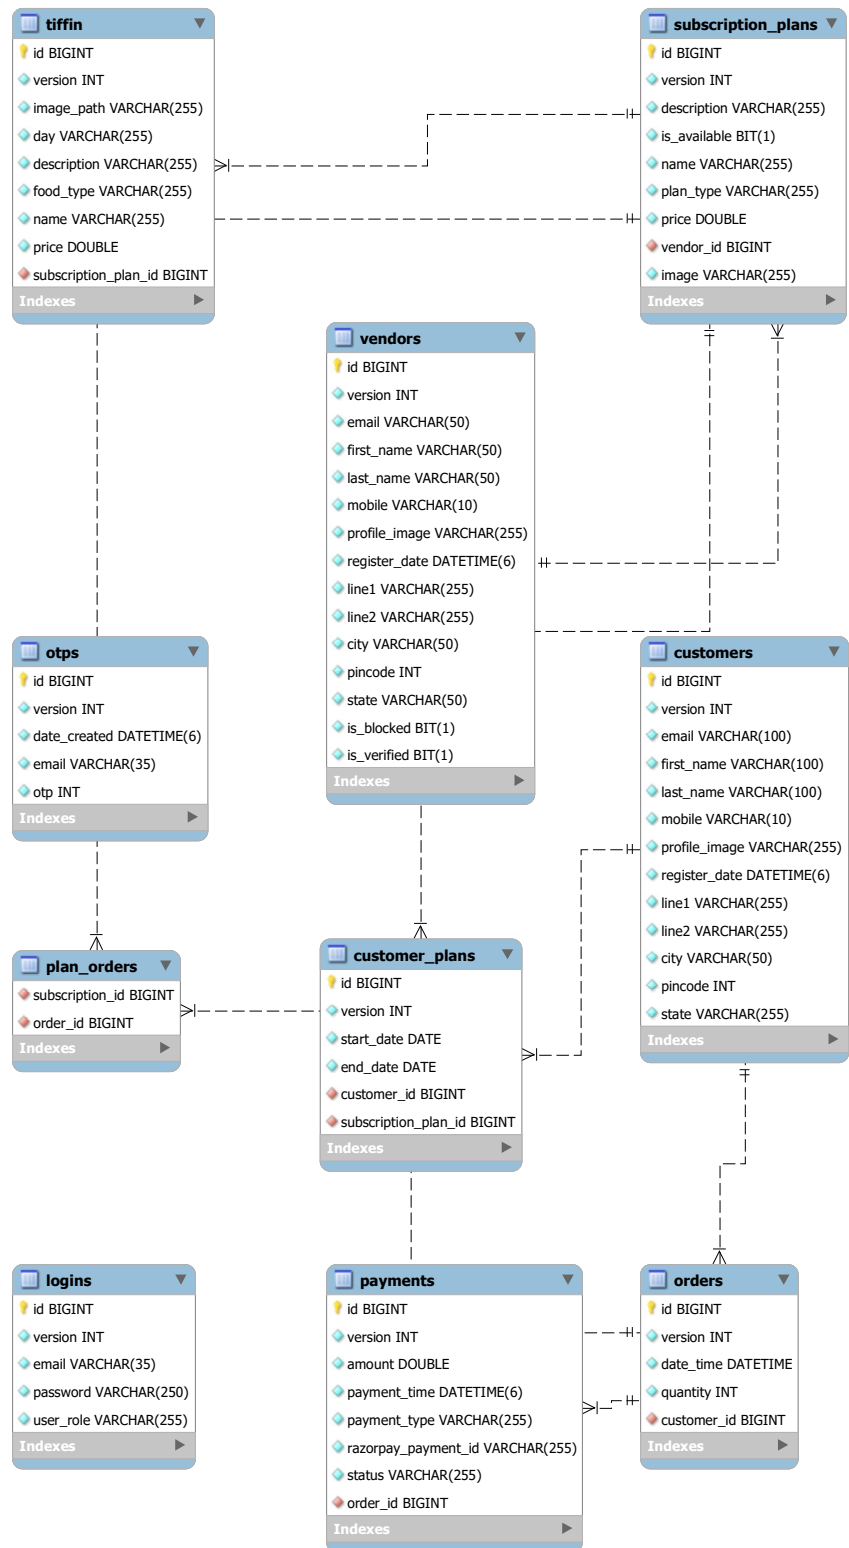 tiffin
id BIGINT
version INT
image_path VARCHAR(255)
day VARCHAR(255)
description VARCHAR(255)
food_type VARCHAR(255)
name VARCHAR(255)
price DOUBLE
subscription_plan_id BIGINT
Indexes
subscription_plans
id BIGINT
version INT
description VARCHAR(255)
is_available BIT(1)
name VARCHAR(255)
plan_type VARCHAR(255)
price DOUBLE
vendor_id BIGINT
image VARCHAR(255)
Indexes
vendors
id BIGINT
version INT
email VARCHAR(50)
first_name VARCHAR(50)
last_name VARCHAR(50)
mobile VARCHAR(10)
profile_image VARCHAR(255)
register_date DATETIME(6)
line1 VARCHAR(255)
line2 VARCHAR(255)
city VARCHAR(50)
pincode INT
state VARCHAR(50)
is_blocked BIT(1)
is_verified BIT(1)
Indexes
otps
id BIGINT
version INT
date_created DATETIME(6)
email VARCHAR(35)
otp INT
Indexes
customers
id BIGINT
version INT
email VARCHAR(100)
first_name VARCHAR(100)
last_name VARCHAR(100)
mobile VARCHAR(10)
profile_image VARCHAR(255)
register_date DATETIME(6)
line1 VARCHAR(255)
line2 VARCHAR(255)
city VARCHAR(50)
pincode INT
state VARCHAR(255)
Indexes
plan_orders
subscription_id BIGINT
order_id BIGINT
Indexes
customer_plans
id BIGINT
version INT
start_date DATE
end_date DATE
customer_id BIGINT
subscription_plan_id BIGINT
Indexes
logins
id BIGINT
version INT
email VARCHAR(35)
password VARCHAR(250)
user_role VARCHAR(255)
Indexes
payments
id BIGINT
version INT
amount DOUBLE
payment_time DATETIME(6)
payment_type VARCHAR(255)
razorpay_payment_id VARCHAR(255)
status VARCHAR(255)
order_id BIGINT
Indexes
orders
id BIGINT
version INT
date_time DATETIME
quantity INT
customer_id BIGINT
Indexes